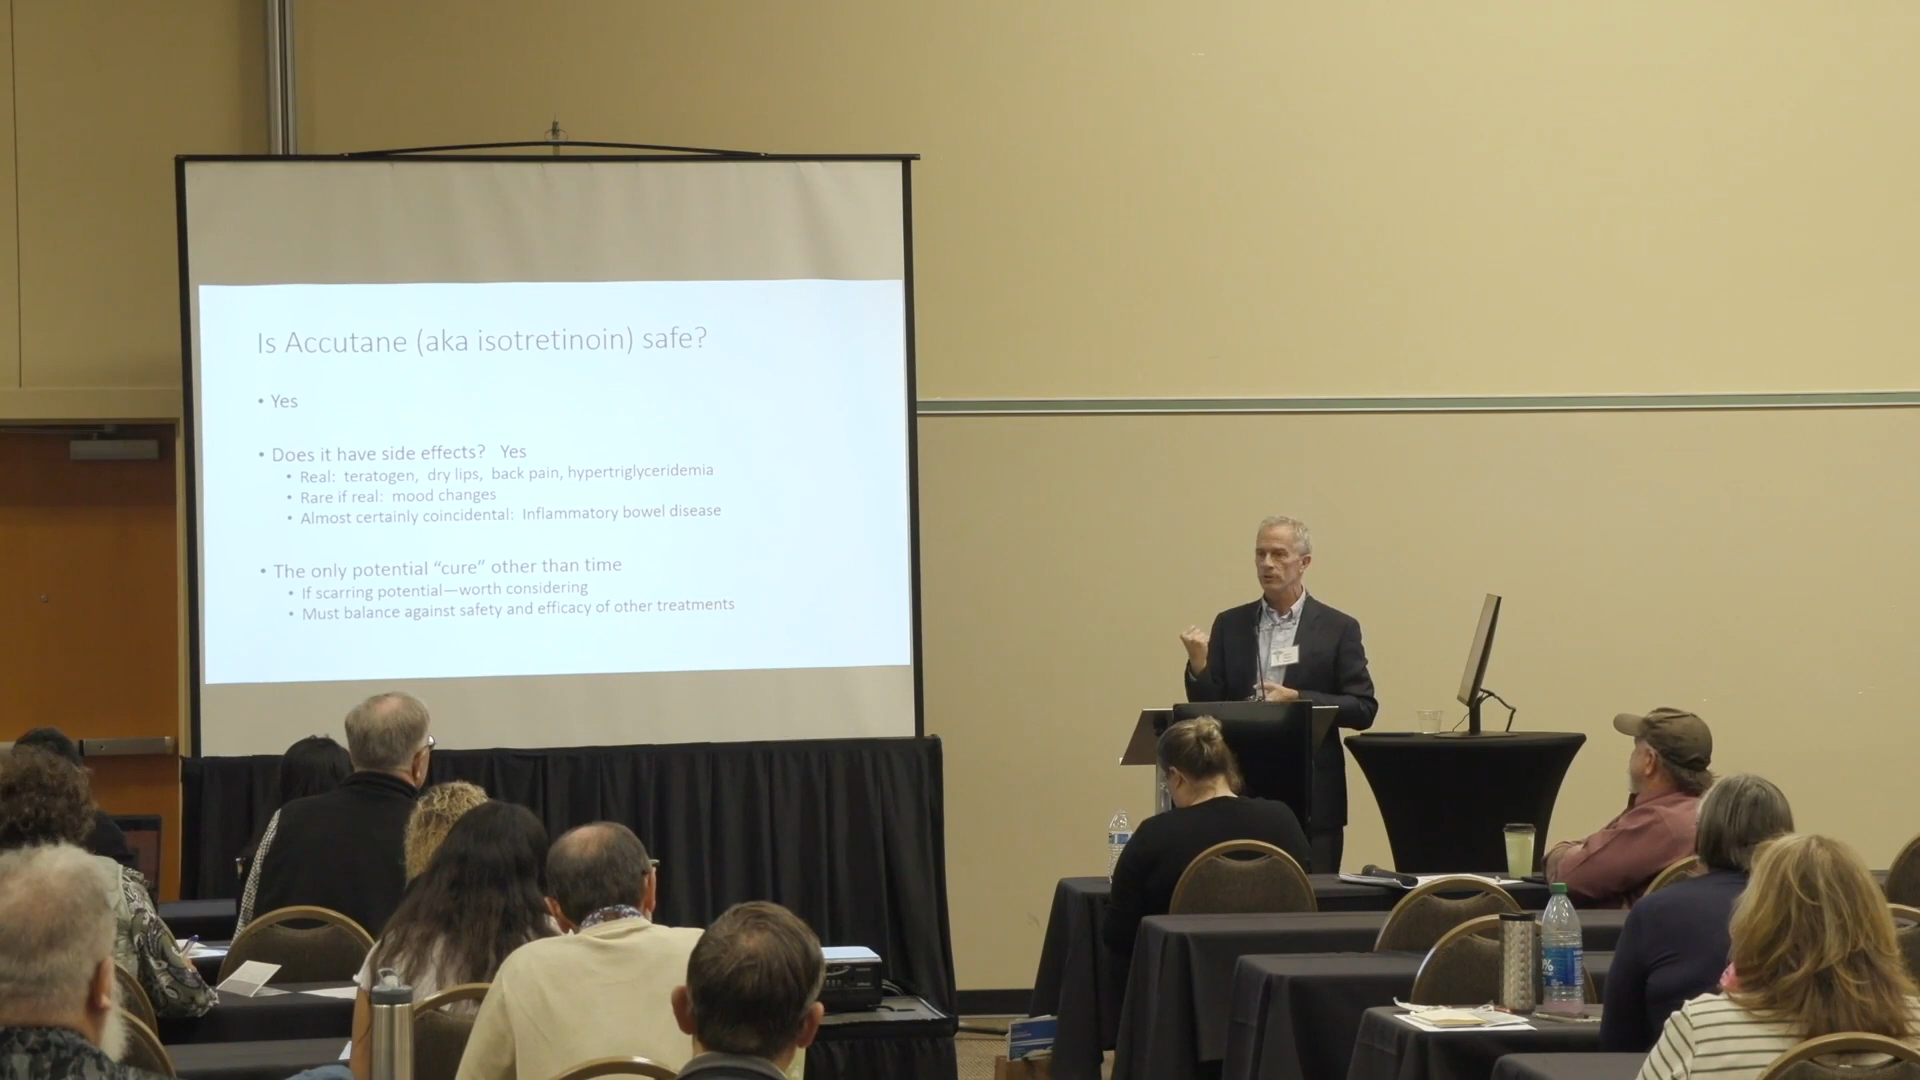 Is Accutane (aka isotretinoin) safe?
• Yes
• Does it have side effects?   Yes
• Real:  teratogen,  dry lips,  back pain, hypertriglyceridemia
• Rare if real:  mood changes
• Almost certainly coincidental:  Inflammatory bowel disease
• The only potential “cure” other than time
• If scarring potential—worth considering
• Must balance against safety and efficacy of other treatments